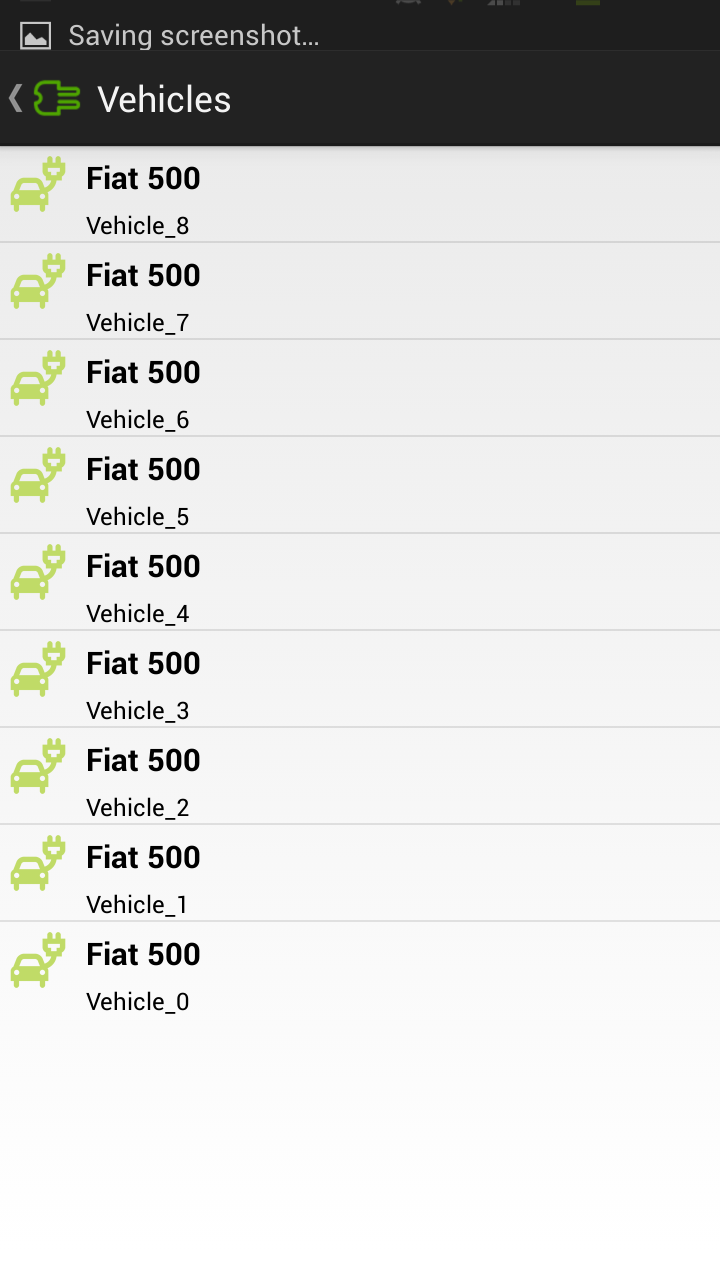 Saving screenshot...
Vehicles
Fiat 500
Vehicle_8
Fiat 500
Vehicle_7
Fiat 500
Vehicle_6
Fiat 500
Vehicle_5
Fiat 500
Vehicle_4
Fiat 500
Vehicle_3
Fiat 500
Vehicle_2
Fiat 500
Vehicle_1
Fiat 500
Vehicle_0